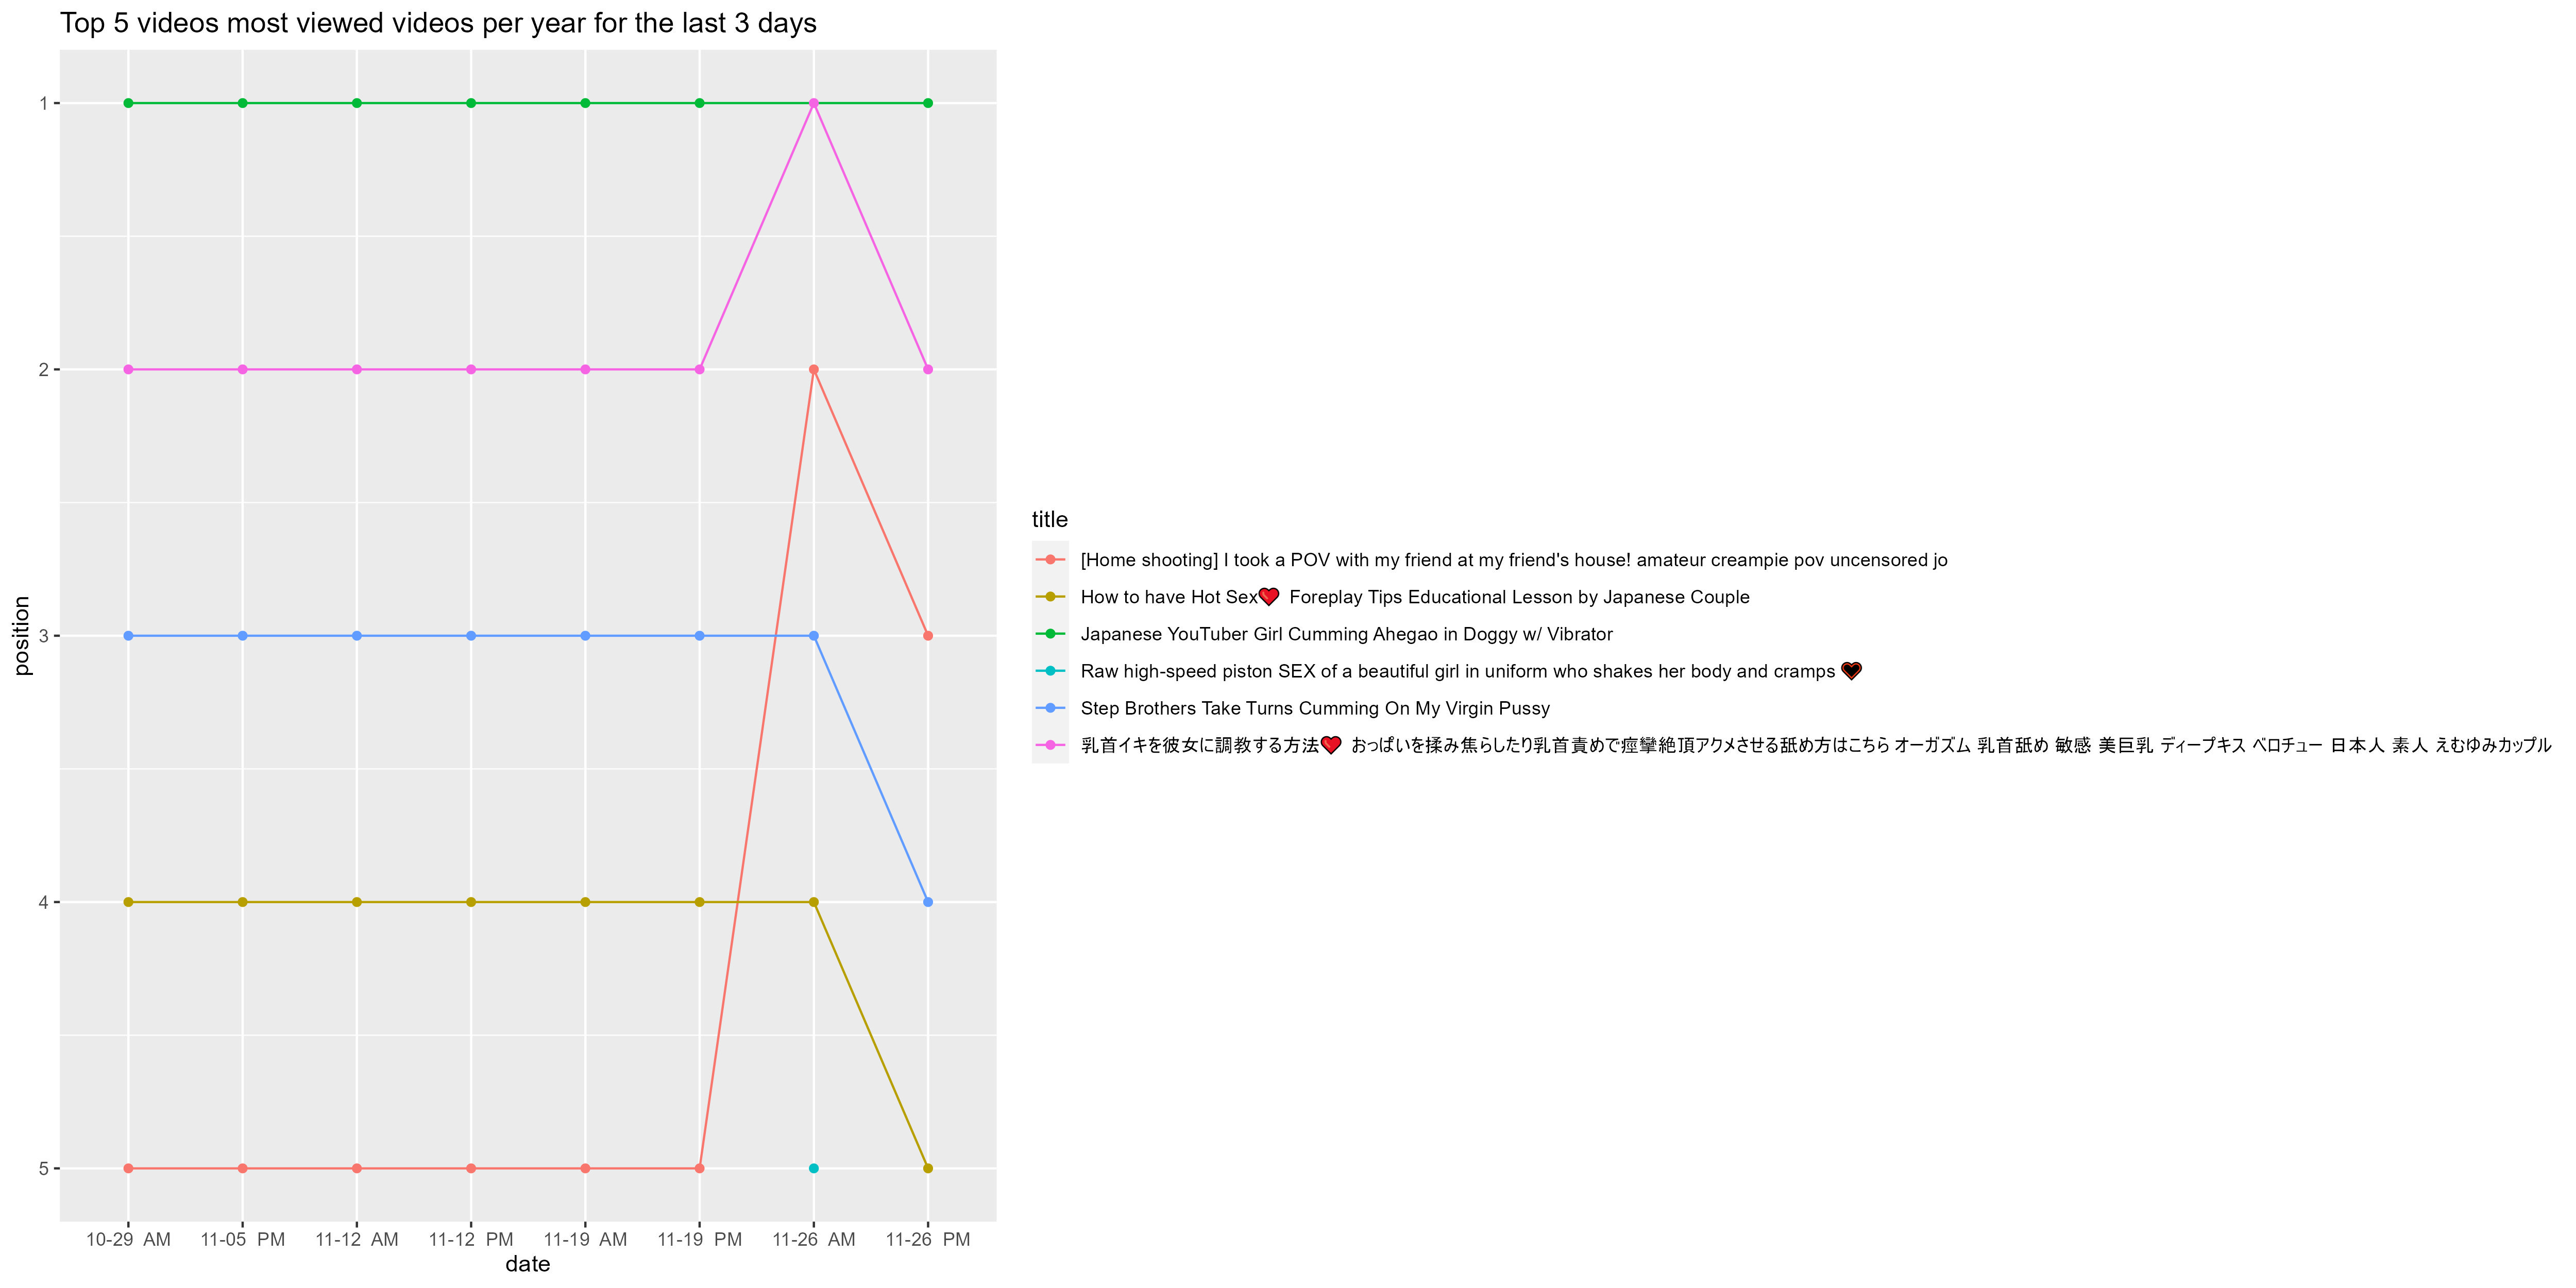 Top 5 videos most viewed videos per year for the last 3 days
1
2
3
4
5
position
10-29 AM
11-05 PM
11-12 AM
11-12 PM
11-19 AM
11-19 PM
11-26 AM
11-26 PM
date
title
[Home shooting] I took a POV with my friend at my friend's house! amateur creampie pov uncensored jo
How to have Hot Sex❤️ Foreplay Tips Educational Lesson by Japanese Couple
Japanese YouTuber Girl Cumming Ahegao in Doggy w/ Vibrator
Raw high-speed piston SEX of a beautiful girl in uniform who shakes her body and cramps 🖤
Step Brothers Take Turns Cumming On My Virgin Pussy
乳首イキを彼女に調教する方法❤️ おっぱいを揉み焦らしたり乳首責めで痙攣絶頂アクメさせる舐め方はこちら オーガズム 乳首舐め 敏感 美巨乳 ディープキス ベロチュー 日本人 素人 えむゆみカップル